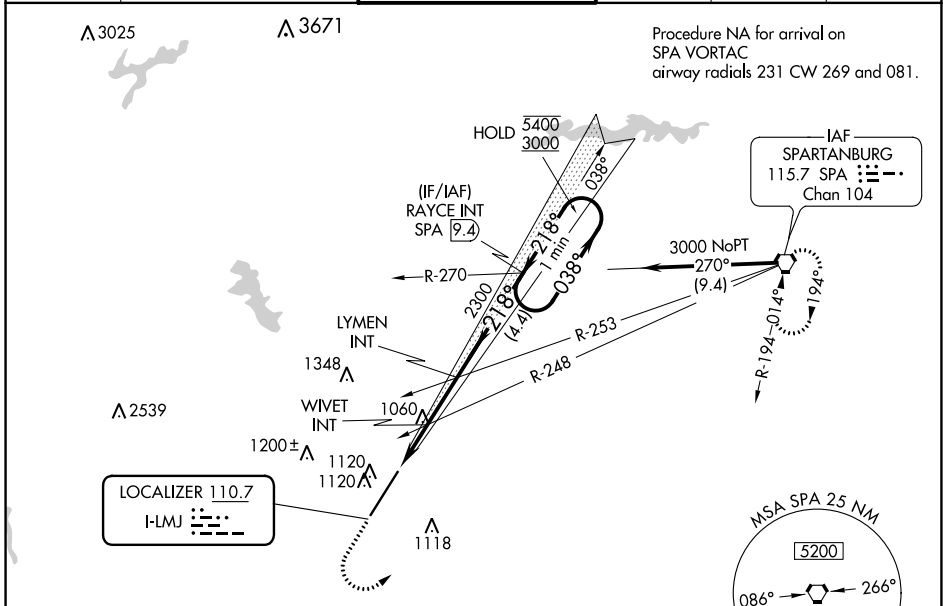 3025
3671
Procedure NA for arrival on
SPA VORTAC
airway radials 231 CW 269 and 081.
HOLD 5400
3000
038°
IAF
SPARTANBURG
115.7 SPA
Chan 104
(IF/IAF)
RAYCE INT
SPA 9.4
218°
1 min
038°
3000 NoPT
270°
(9.4)
R-270
2300
218°
(4.4)
194°
R-194
014°
R-253
R-248
LYMEN
INT
1348
2539
WIVET
INT
1060
1200±
1120
1120
LOCALIZER 110.7
I-LMJ
1118
MSA SPA 25 NM
5200
086°
266°